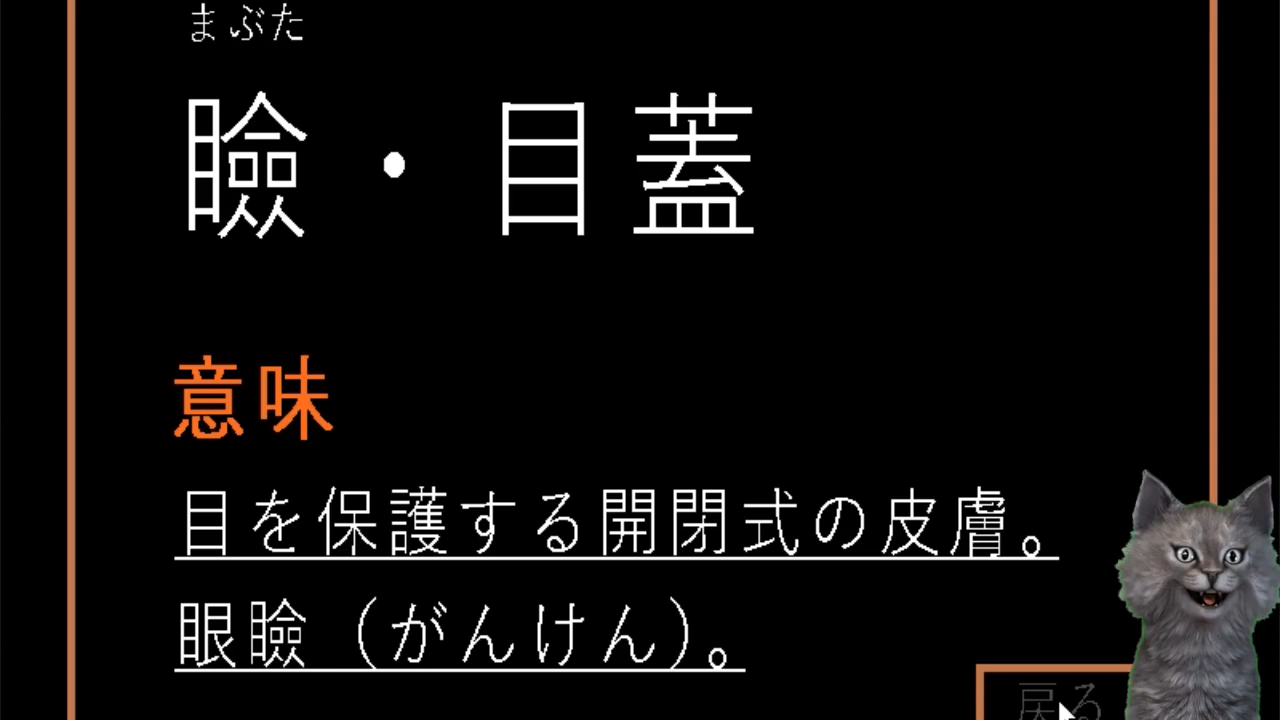 まぶた
瞼・目蓋
意味
目を保護する開閉式の皮膚。
眼瞼（がんけん）。
戻る